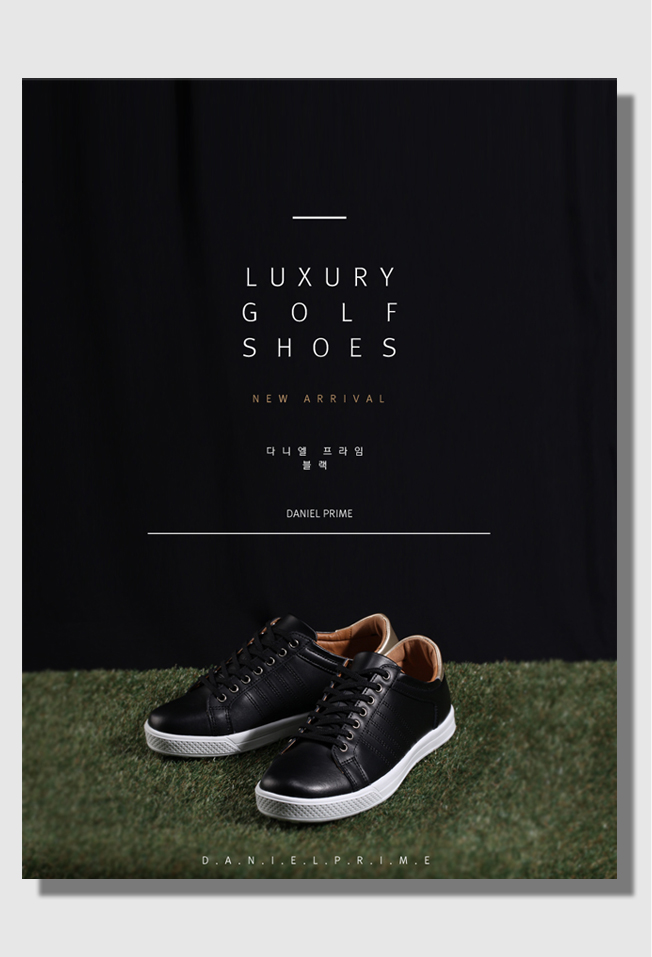 LUXURY
GOLF
SHOES
NEW ARRIVAL
다니엘 프라임
블랙
DANIEL PRIME
D.A.N.I.E.L.P.R.I.M.E